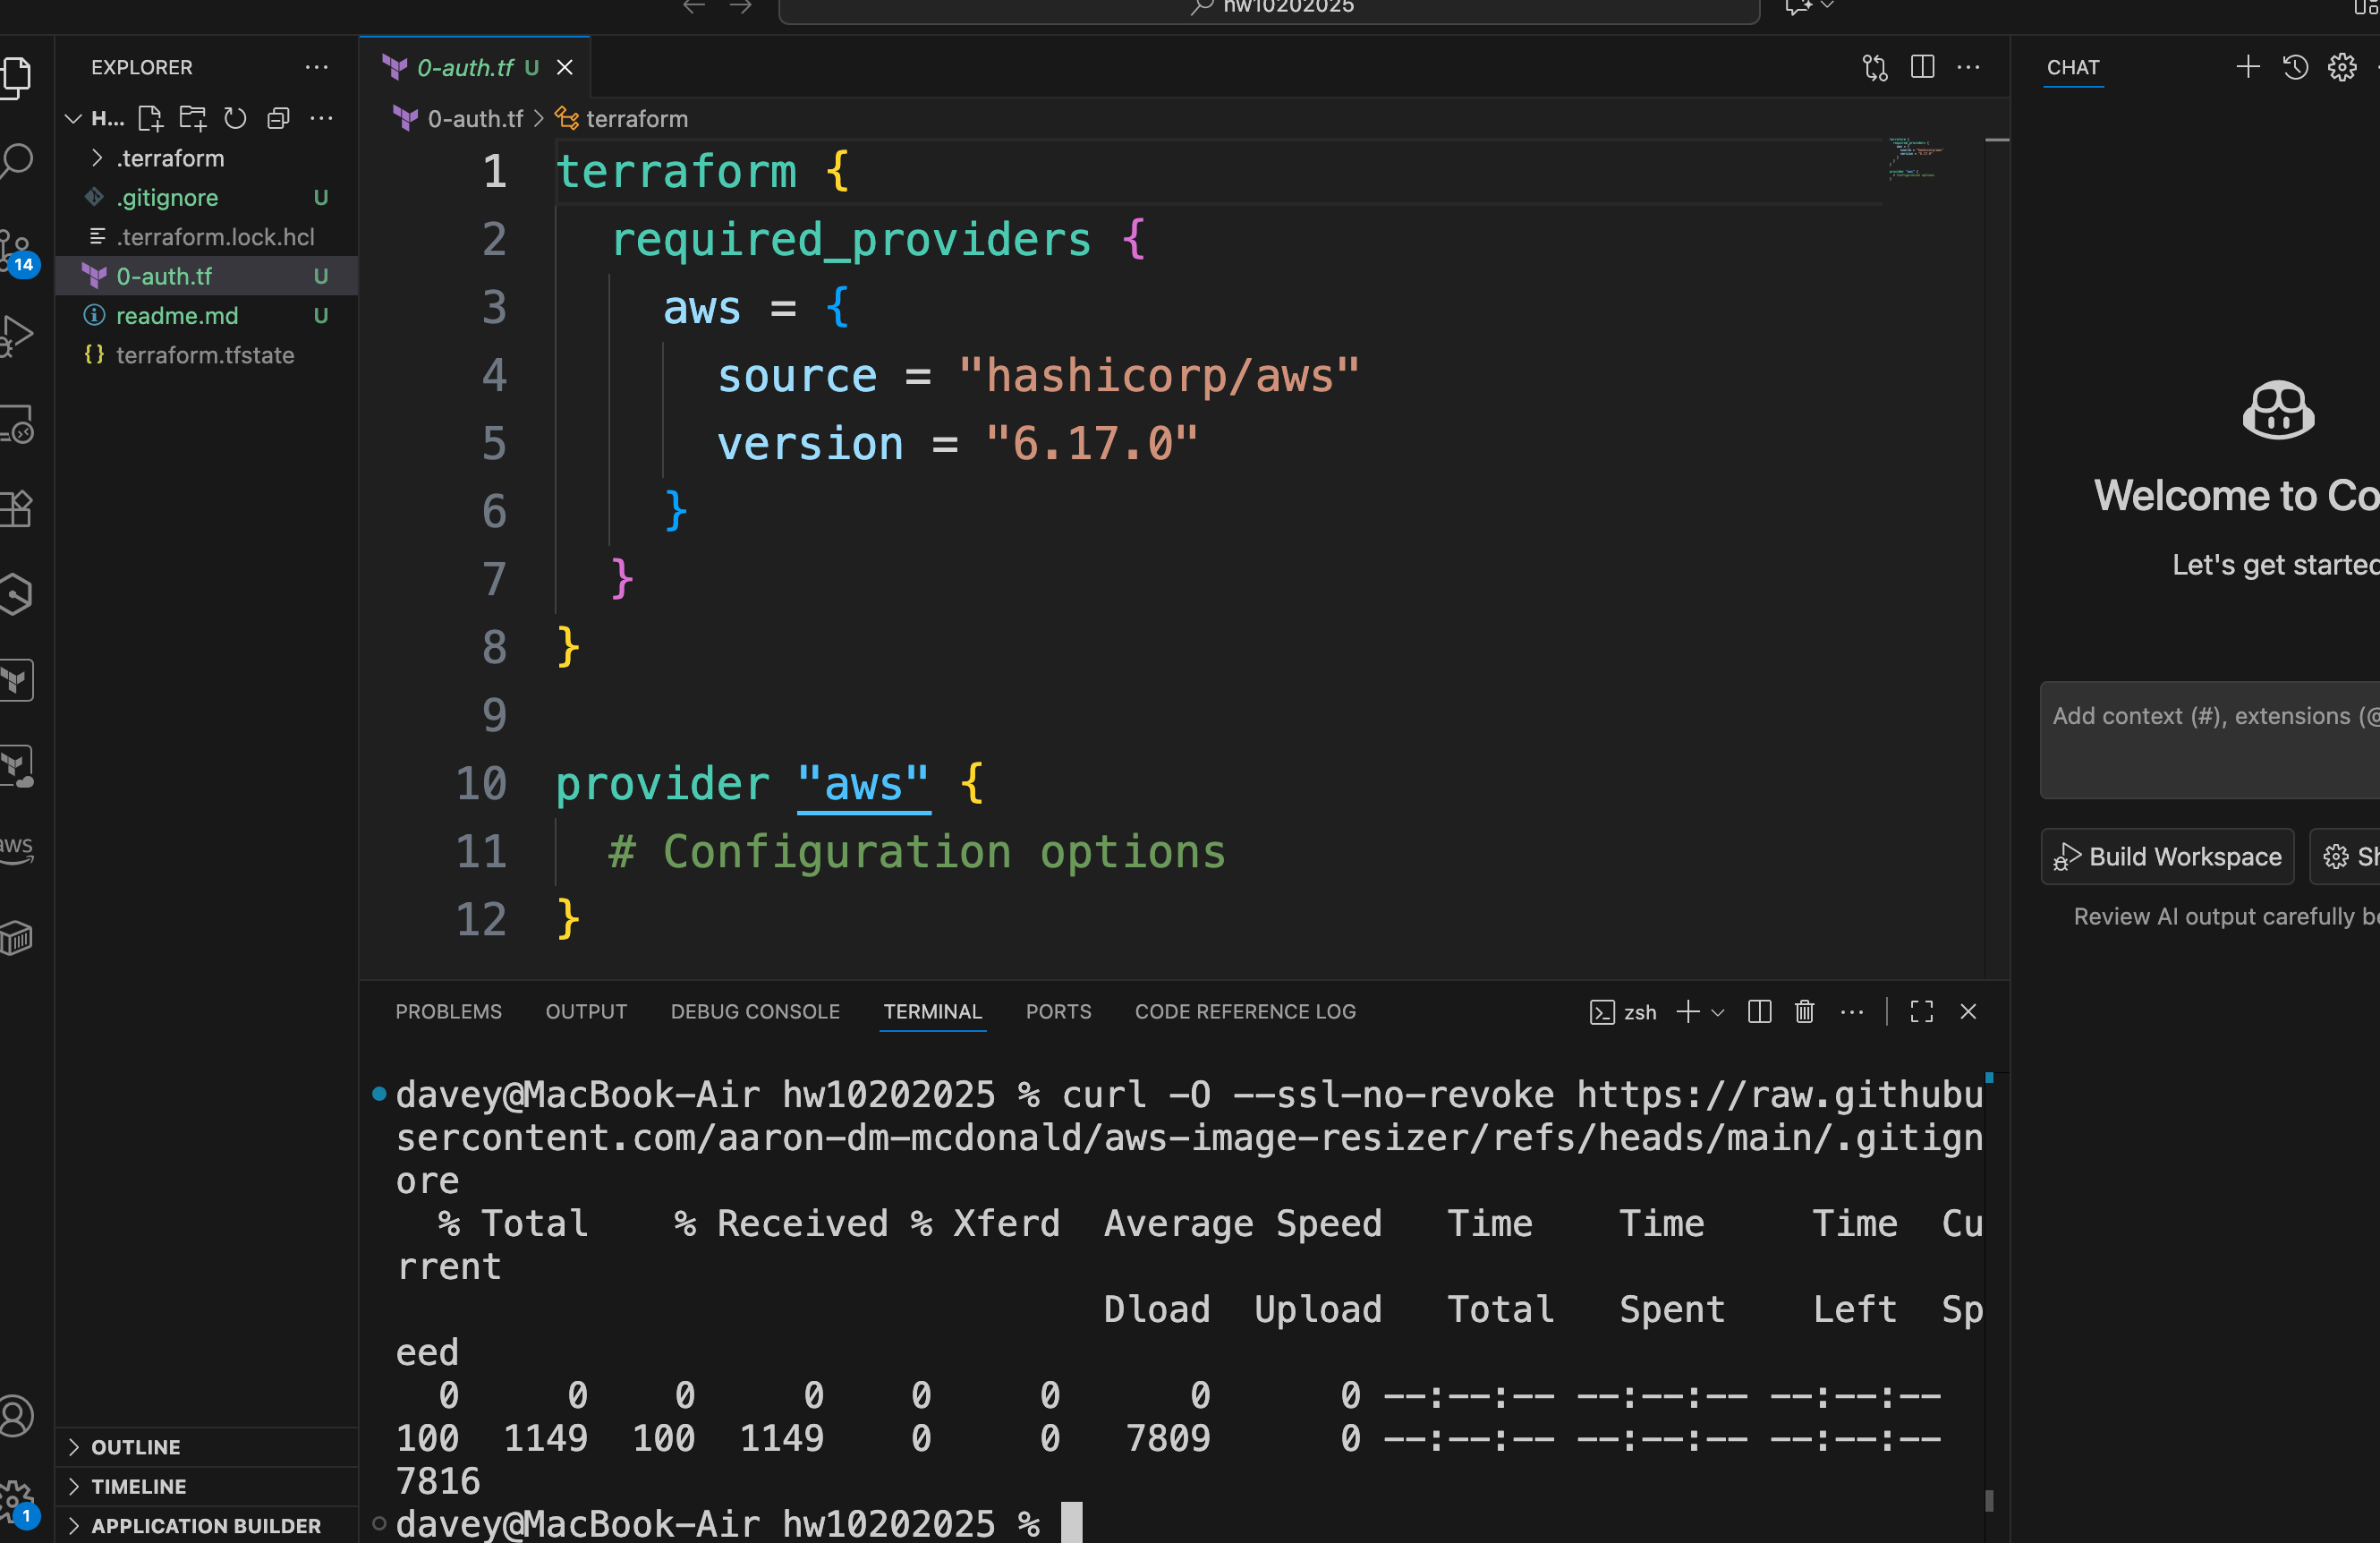 hw10202025
EXPLORER
CHAT
0-auth.tf U
H...
0-auth.tf > terraform
.terraform
.gitignore U
.terraform.lock.hcl
0-auth.tf U
readme.md U
{} terraform.tfstate
14
1 terraform {
2 required_providers {
3 aws = {
4 source = "hashicorp/aws"
5 version = "6.17.0"
6 }
7 }
8 }
9
10 provider "aws" {
11 # Configuration options
12 }
aws
Welcome to Co
Let's get started
Add context (#), extensions (@
Build Workspace
Sh
Review AI output carefully be
PROBLEMS OUTPUT DEBUG CONSOLE TERMINAL PORTS CODE REFERENCE LOG
zsh
davey@MacBook-Air hw10202025 % curl -O --ssl-no-revoke https://raw.githubu
sercontent.com/aaron-dm-mcdonald/aws-image-resizer/refs/heads/main/.gitign
ore
% Total % Received % Xferd Average Speed Time Time Time Cu
rrent
Dload Upload Total Spent Left Sp
eed
0 0 0 0 0 0 0 0 --:--:-- --:--:-- --:--:--
100 1149 100 1149 0 0 7809 0 --:--:-- --:--:-- --:--:--
7816
davey@MacBook-Air hw10202025 %
OUTLINE
TIMELINE
APPLICATION BUILDER
1